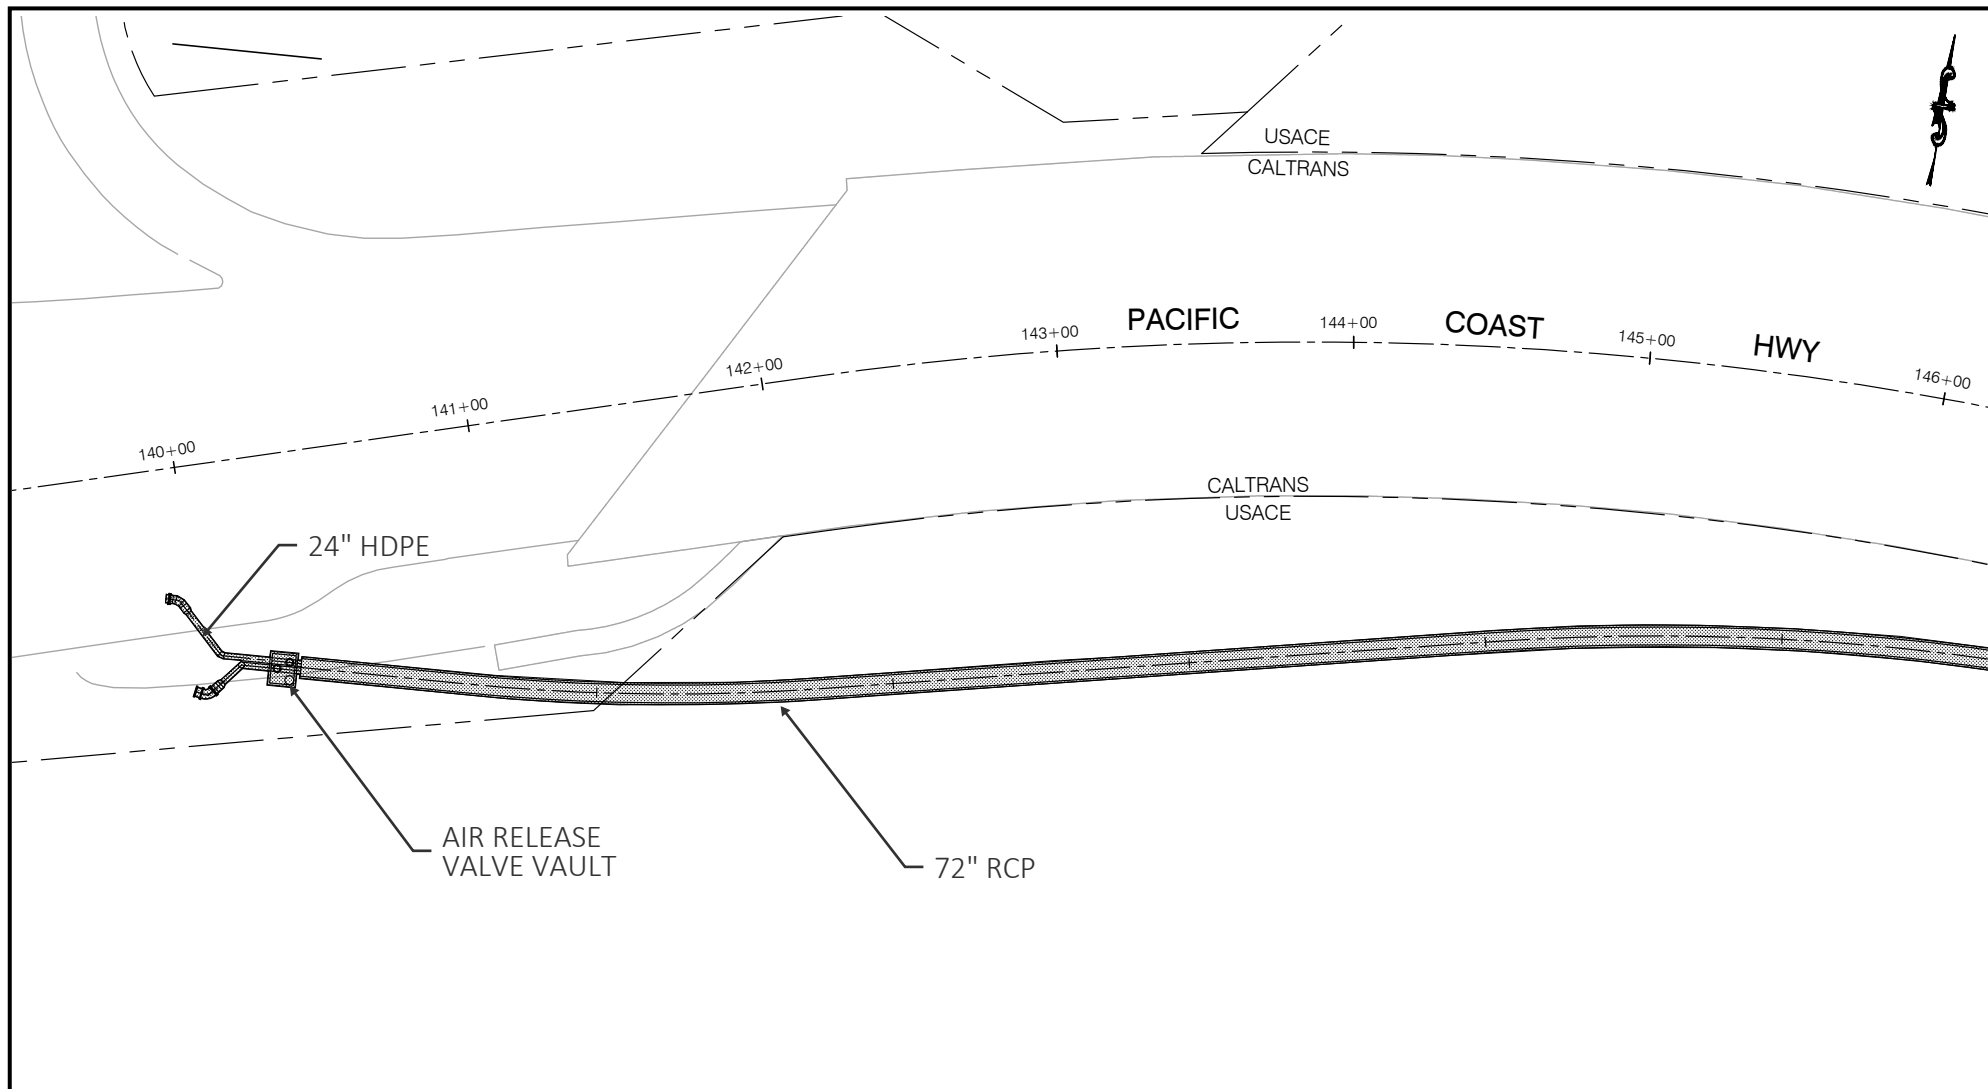 USACE
CALTRANS
PACIFIC COAST HWY
140+00
141+00
142+00
143+00
144+00
145+00
146+00
CALTRANS
USACE
24" HDPE
AIR RELEASE
VALVE VAULT
72" RCP